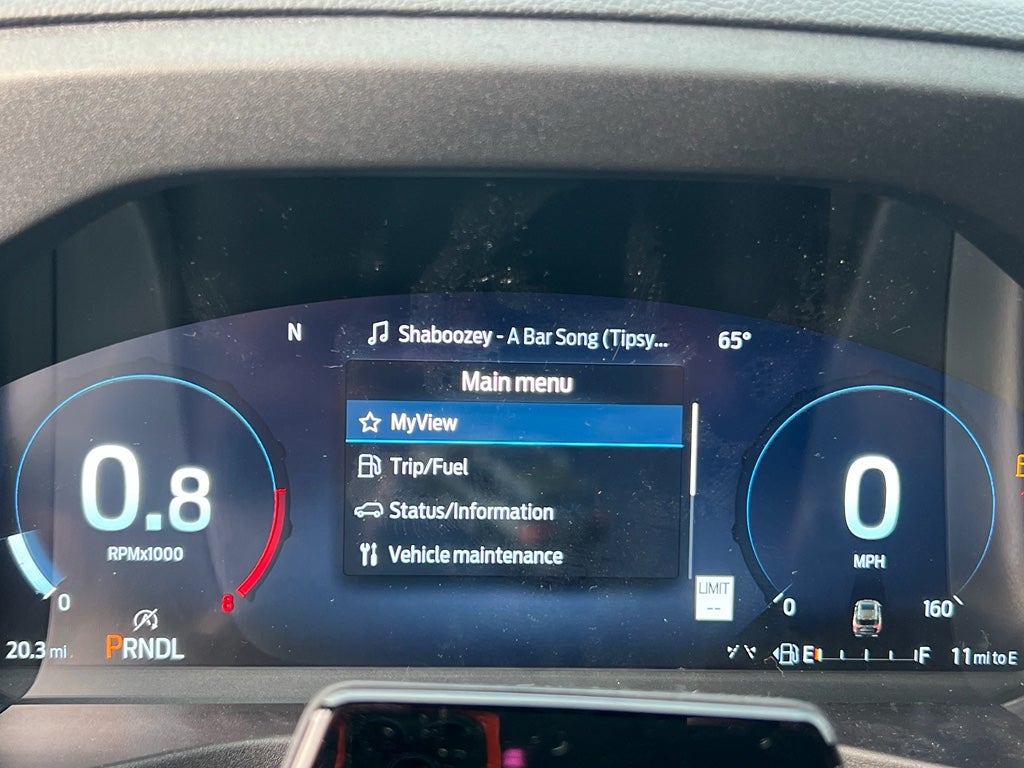 N
Shaboozey - A Bar Song (Tipsy...
65°
Main menu
MyView
Trip/Fuel
Status/Information
Vehicle maintenance
0.8
RPMx1000
0
8
0
MPH
0
160
LIMIT
--
20.3 mi
PRNDL
E
F
11 mi to E